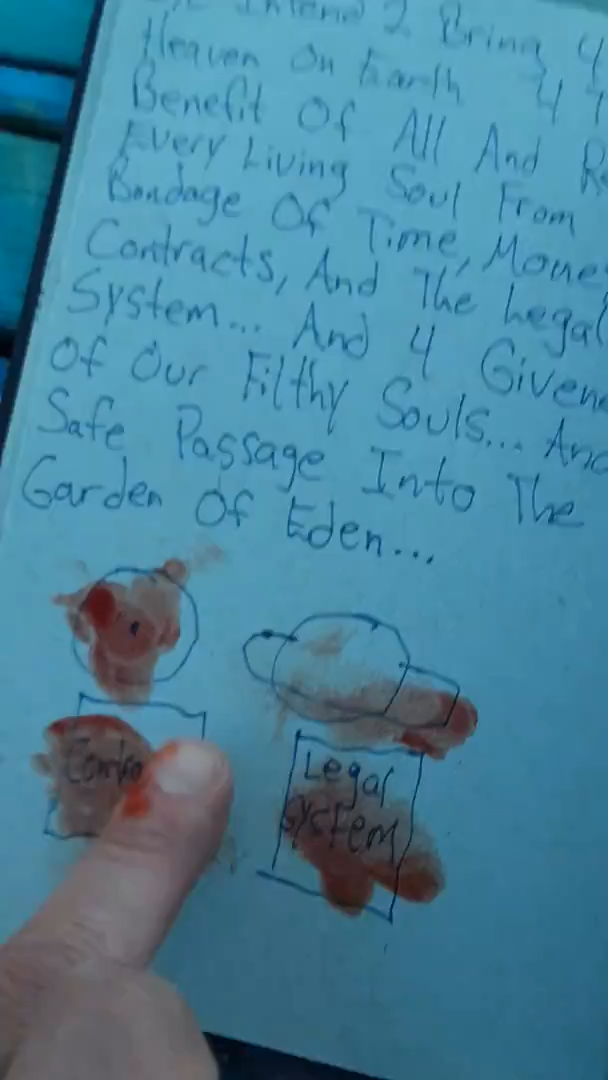 Intend 2 Bring 4
Heaven On Earth 4
Benefit Of All And
Every Living Soul From
Bondage Of Time,
Contracts, And The Legal
System... And 4
Of Our Filthy Souls... And
Safe Passage Into The
Garden Of Eden...
Legal
System